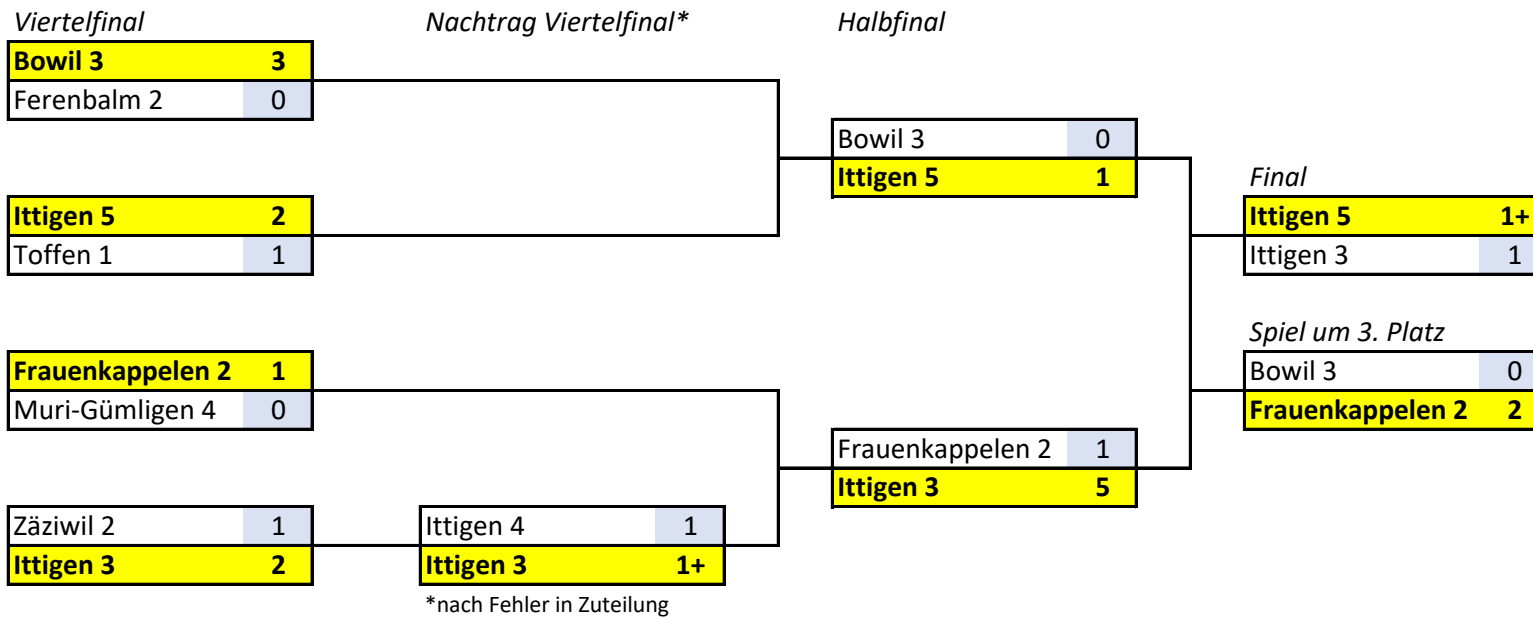 Viertelfinal
Nachtrag Viertelfinal*
Halbfinal
Bowil 3 3
Ferenbalm 2 0
Bowil 3 0
Ittigen 5 1
Final
Ittigen 5 2
Toffen 1 1
Ittigen 5 1+
Ittigen 3 1
Spiel um 3. Platz
Frauenkappelen 2 1
Muri-Gümligen 4 0
Bowil 3 0
Frauenkappelen 2 2
Frauenkappelen 2 1
Ittigen 3 5
Zäziwil 2 1
Ittigen 3 2
Ittigen 4 1
Ittigen 3 1+
*nach Fehler in Zuteilung